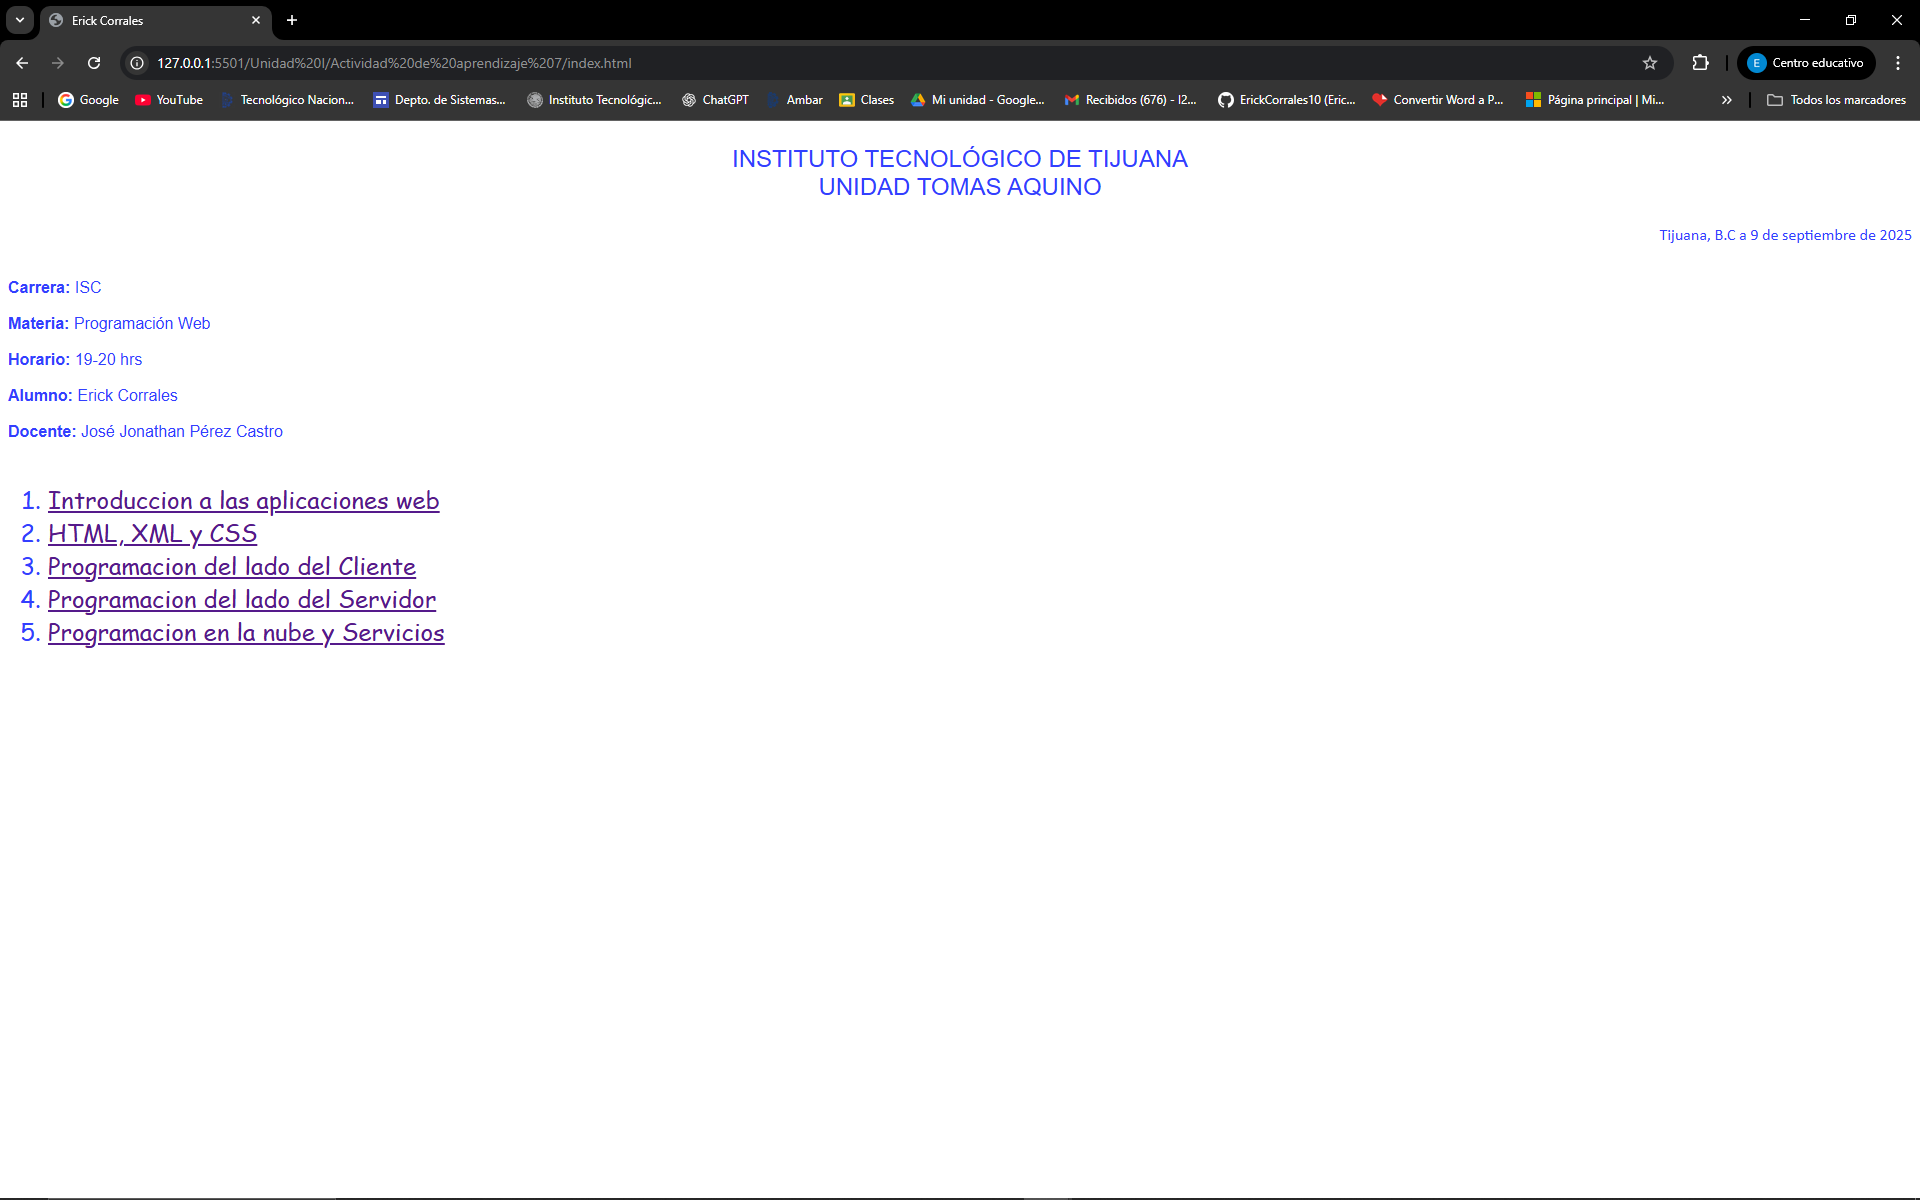 Erick Corrales
127.0.0.1:5501/Unidad%20I/Actividad%20de%20aprendizaje%207/index.html
E Centro educativo
Google YouTube Tecnológico Nacion... Depto. de Sistemas... Instituto Tecnológic... ChatGPT Ambar Clases Mi unidad - Google... Recibidos (676) - l2... ErickCorrales10 (Eric... Convertir Word a P... Página principal | Mi... Todos los marcadores
INSTITUTO TECNOLÓGICO DE TIJUANA
UNIDAD TOMAS AQUINO
Tijuana, B.C a 9 de septiembre de 2025
Carrera: ISC
Materia: Programación Web
Horario: 19-20 hrs
Alumno: Erick Corrales
Docente: José Jonathan Pérez Castro
1. Introduccion a las aplicaciones web
2. HTML, XML y CSS
3. Programacion del lado del Cliente
4. Programacion del lado del Servidor
5. Programacion en la nube y Servicios